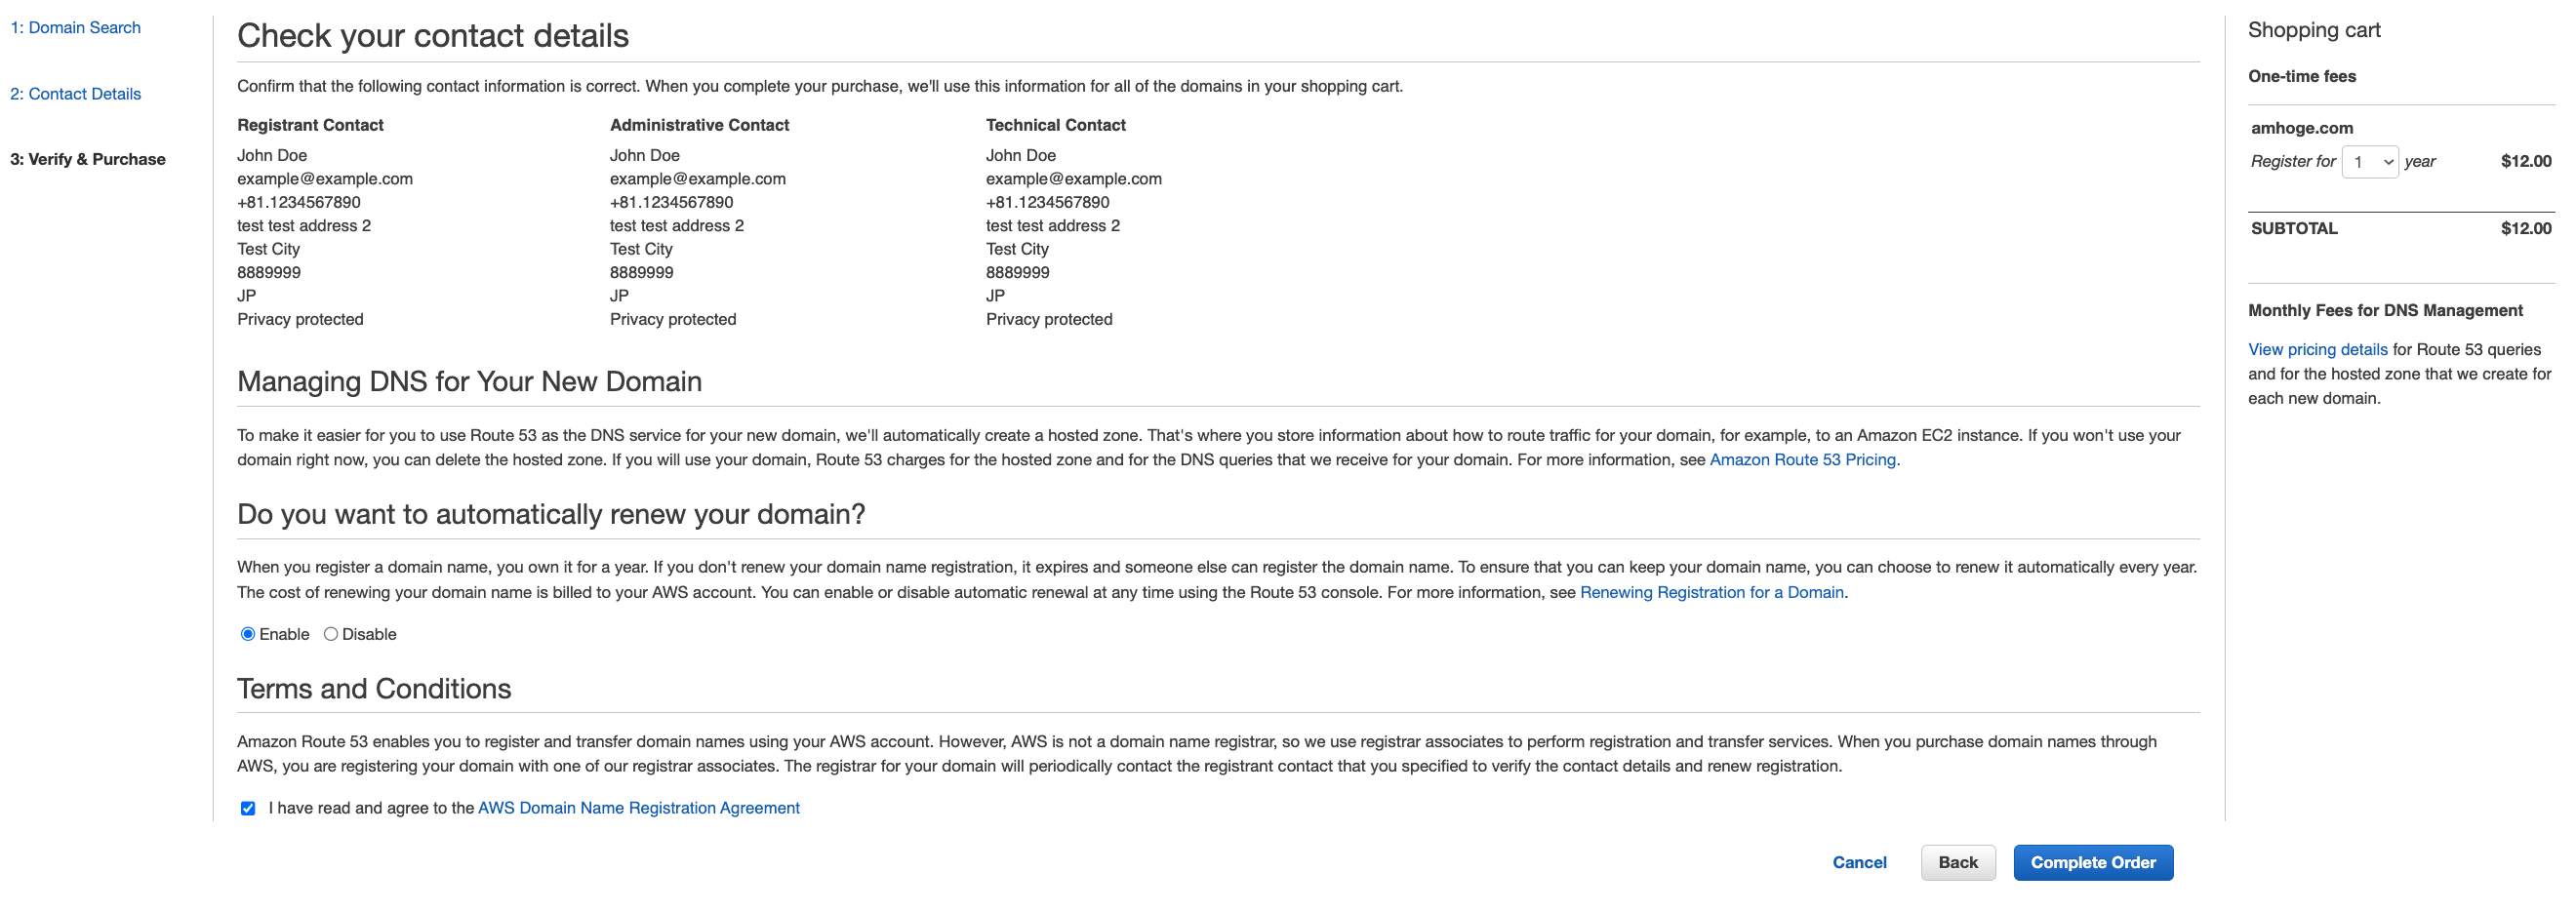 1: Domain Search
2: Contact Details
3: Verify & Purchase
Check your contact details
Confirm that the following contact information is correct. When you complete your purchase, we'll use this information for all of the domains in your shopping cart.
Registrant Contact
John Doe
example@example.com
+81.1234567890
test test address 2
Test City
8889999
JP
Privacy protected
Administrative Contact
John Doe
example@example.com
+81.1234567890
test test address 2
Test City
8889999
JP
Privacy protected
Technical Contact
John Doe
example@example.com
+81.1234567890
test test address 2
Test City
8889999
JP
Privacy protected
Managing DNS for Your New Domain
To make it easier for you to use Route 53 as the DNS service for your new domain, we'll automatically create a hosted zone. That's where you store information about how to route traffic for your domain, for example, to an Amazon EC2 instance. If you won't use your
domain right now, you can delete the hosted zone. If you will use your domain, Route 53 charges for the hosted zone and for the DNS queries that we receive for your domain. For more information, see Amazon Route 53 Pricing.
Do you want to automatically renew your domain?
When you register a domain name, you own it for a year. If you don't renew your domain name registration, it expires and someone else can register the domain name. To ensure that you can keep your domain name, you can choose to renew it automatically every year.
The cost of renewing your domain name is billed to your AWS account. You can enable or disable automatic renewal at any time using the Route 53 console. For more information, see Renewing Registration for a Domain.
Enable Disable
Terms and Conditions
Amazon Route 53 enables you to register and transfer domain names using your AWS account. However, AWS is not a domain name registrar, so we use registrar associates to perform registration and transfer services. When you purchase domain names through
AWS, you are registering your domain with one of our registrar associates. The registrar for your domain will periodically contact the registrant contact that you specified to verify the contact details and renew registration.
I have read and agree to the AWS Domain Name Registration Agreement
Cancel Back Complete Order
Shopping cart
One-time fees
amhoge.com
Register for 1 year $12.00
SUBTOTAL $12.00
Monthly Fees for DNS Management
View pricing details for Route 53 queries
and for the hosted zone that we create for
each new domain.